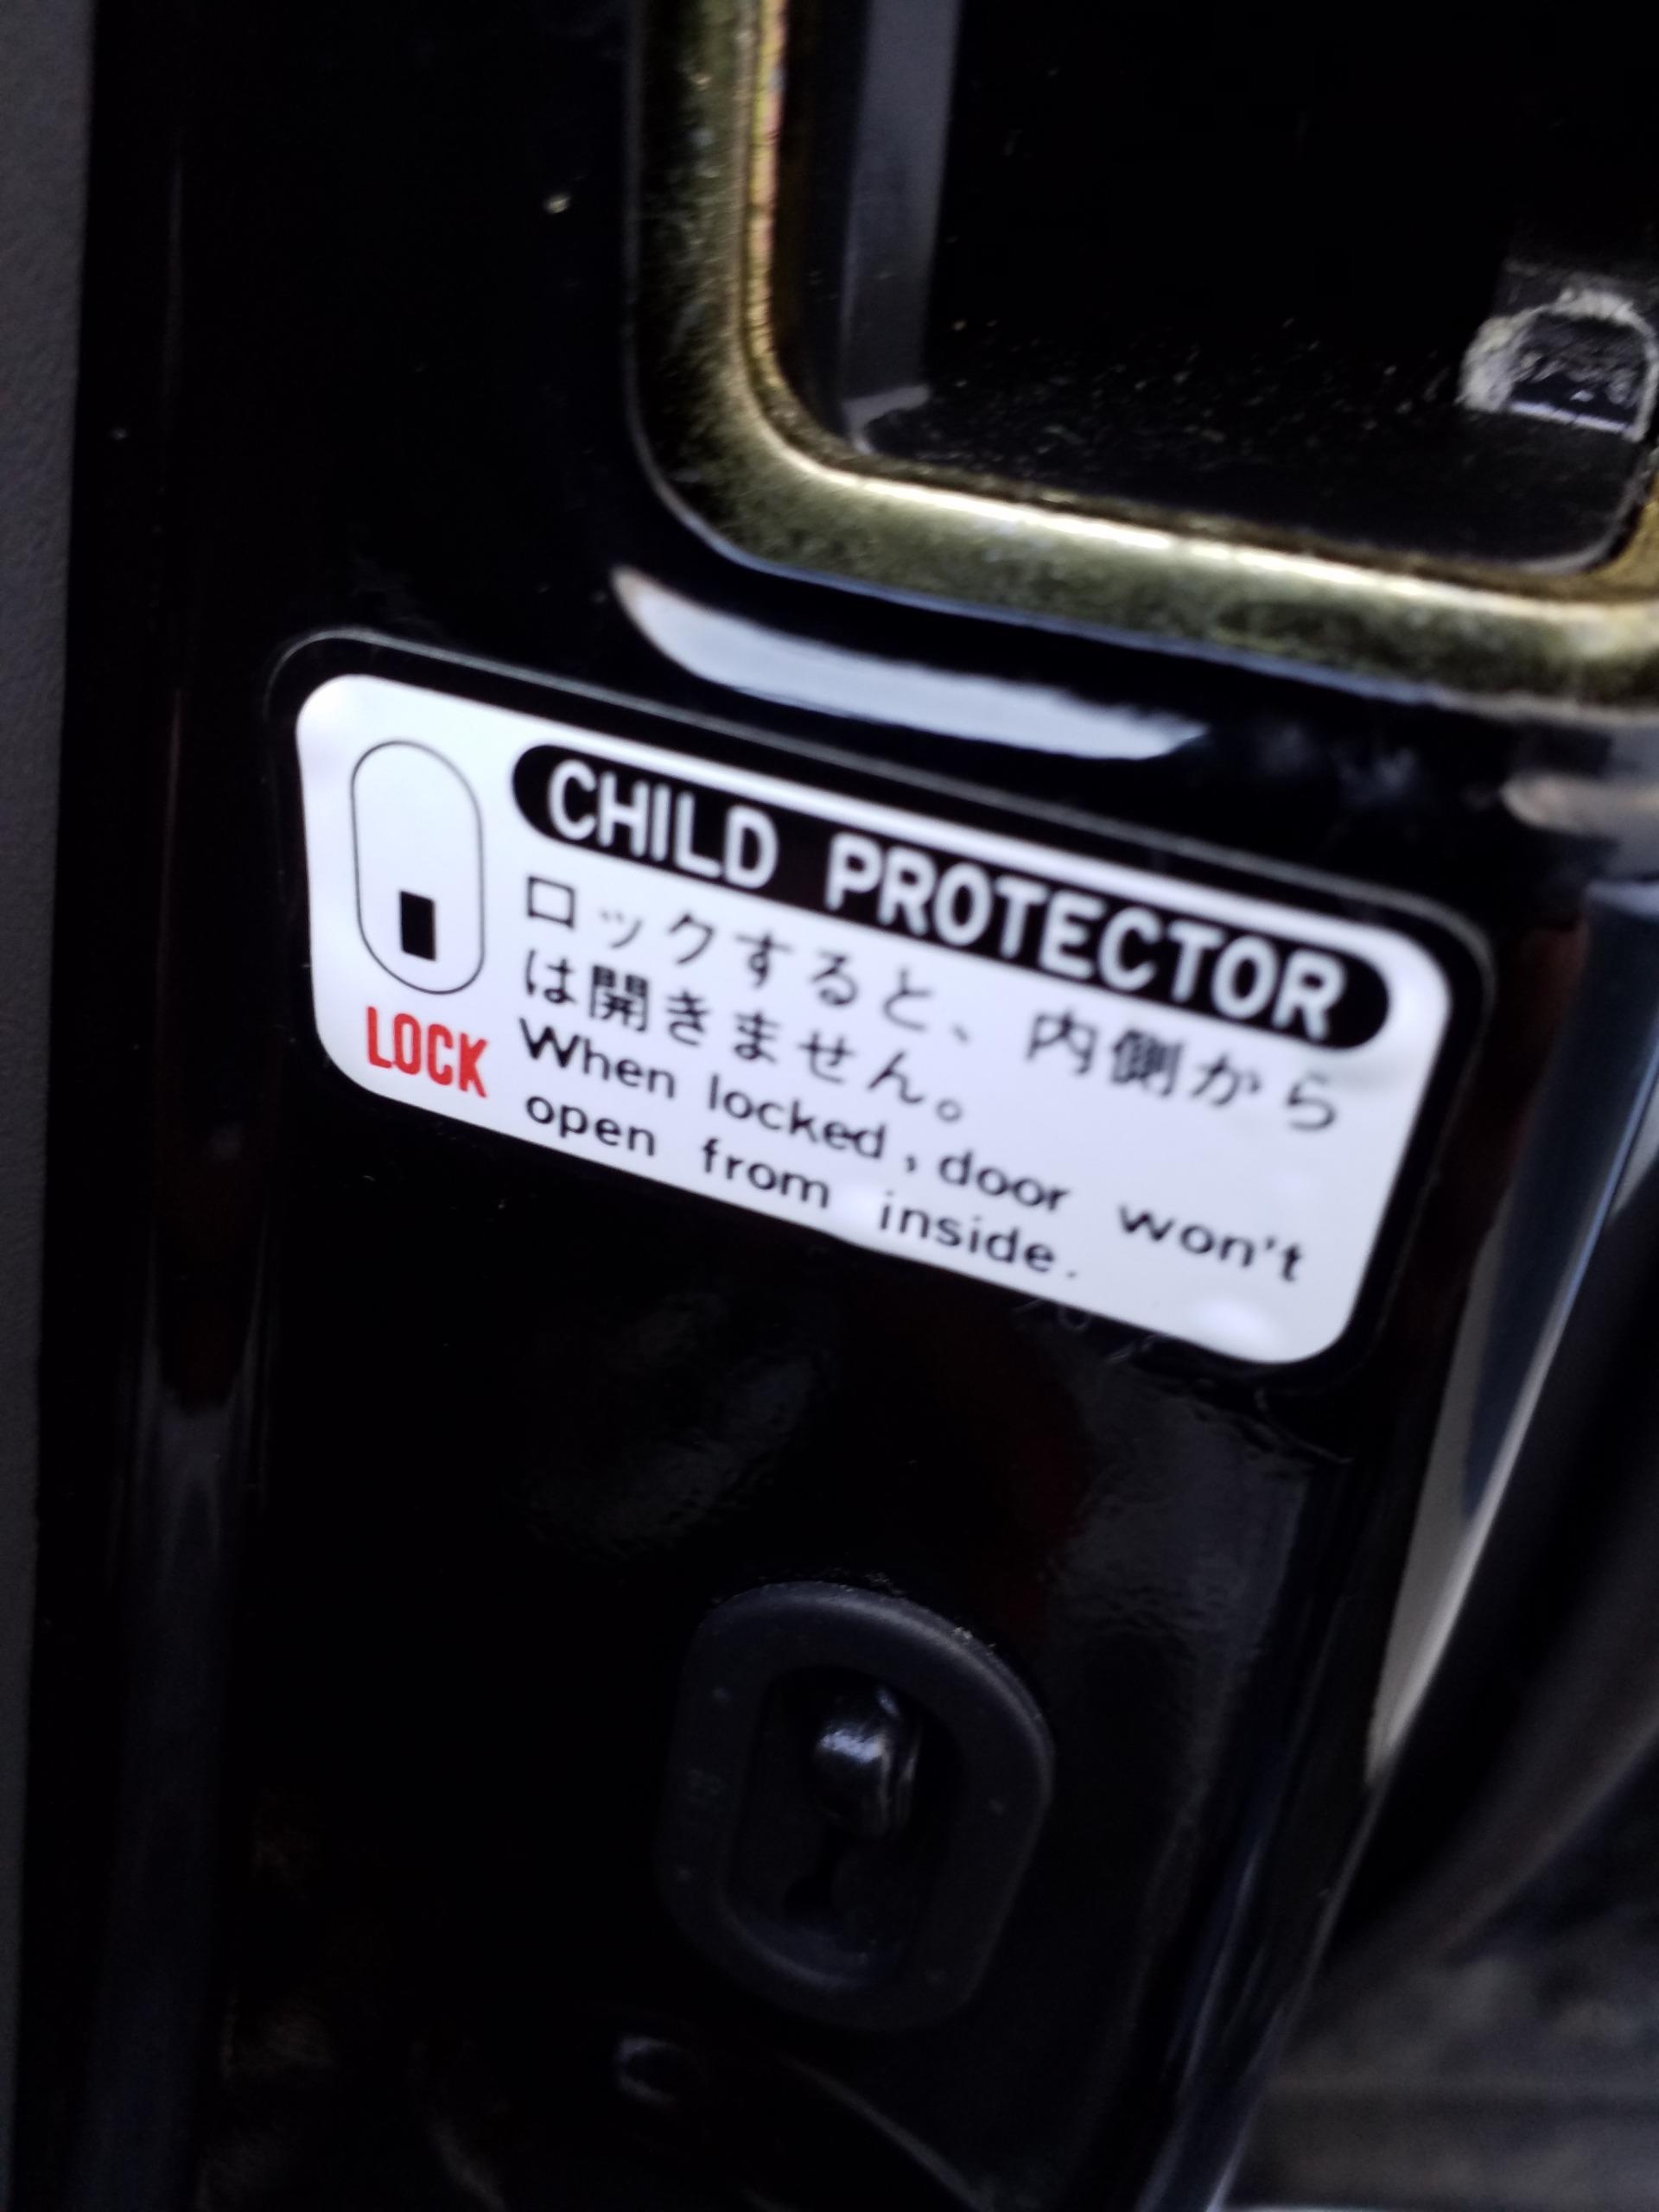 CHILD PROTECTOR
ロックすると、内側から
は開きません。
When locked, door won't
open from inside.
LOCK